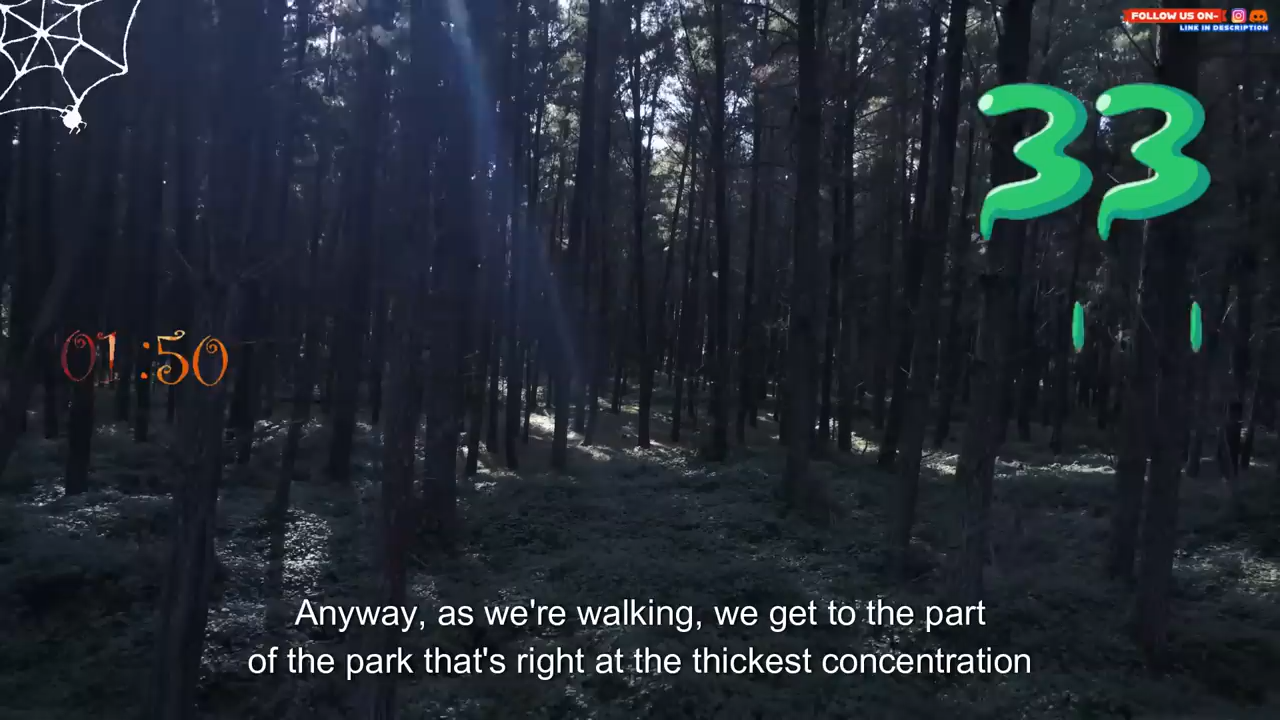 FOLLOW US ON-
LINK IN DESCRIPTION
33
01:50
Anyway, as we're walking, we get to the part
of the park that's right at the thickest concentration